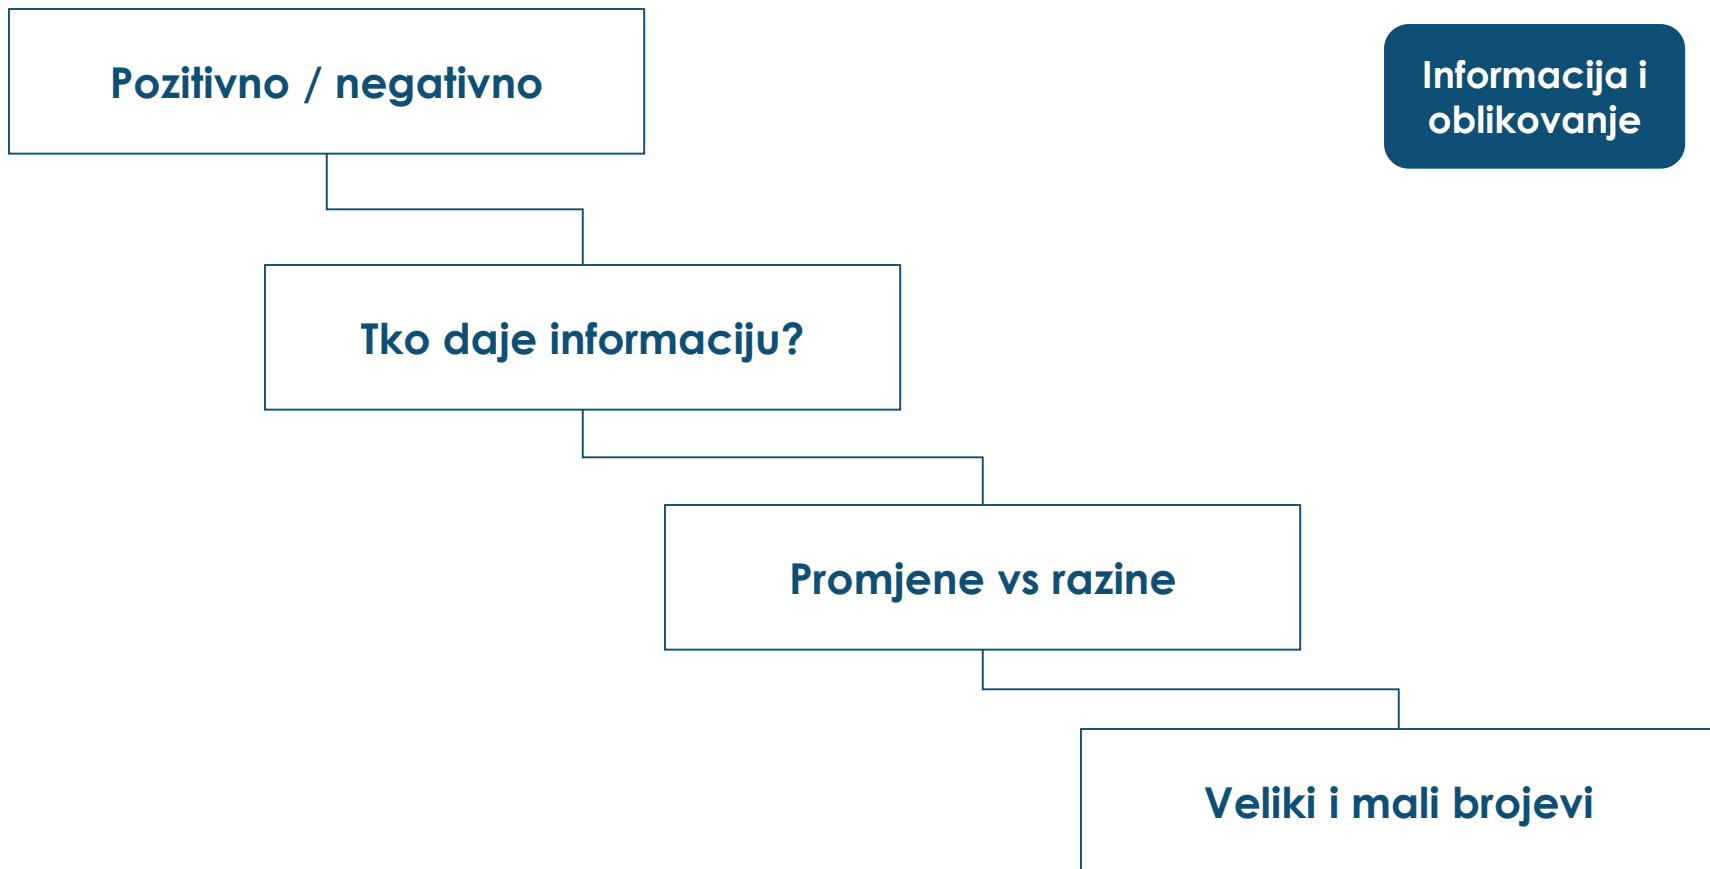 Pozitivno / negativno
Informacija i
oblikovanje
Tko daje informaciju?
Promjene vs razine
Veliki i mali brojevi